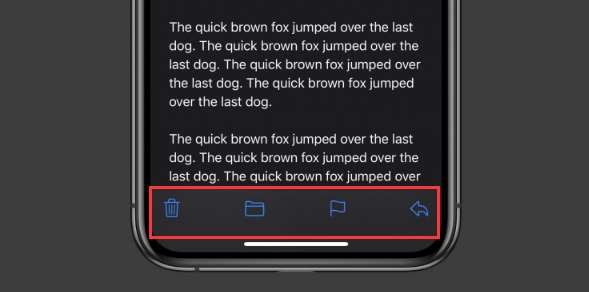 The quick brown fox jumped over the last
dog. The quick brown fox jumped over the
last dog. The quick brown fox jumped over
the last dog. The quick brown fox jumped
over the last dog.
The quick brown fox jumped over the last
dog. The quick brown fox jumped over the
last dog. The quick brown fox jumped over